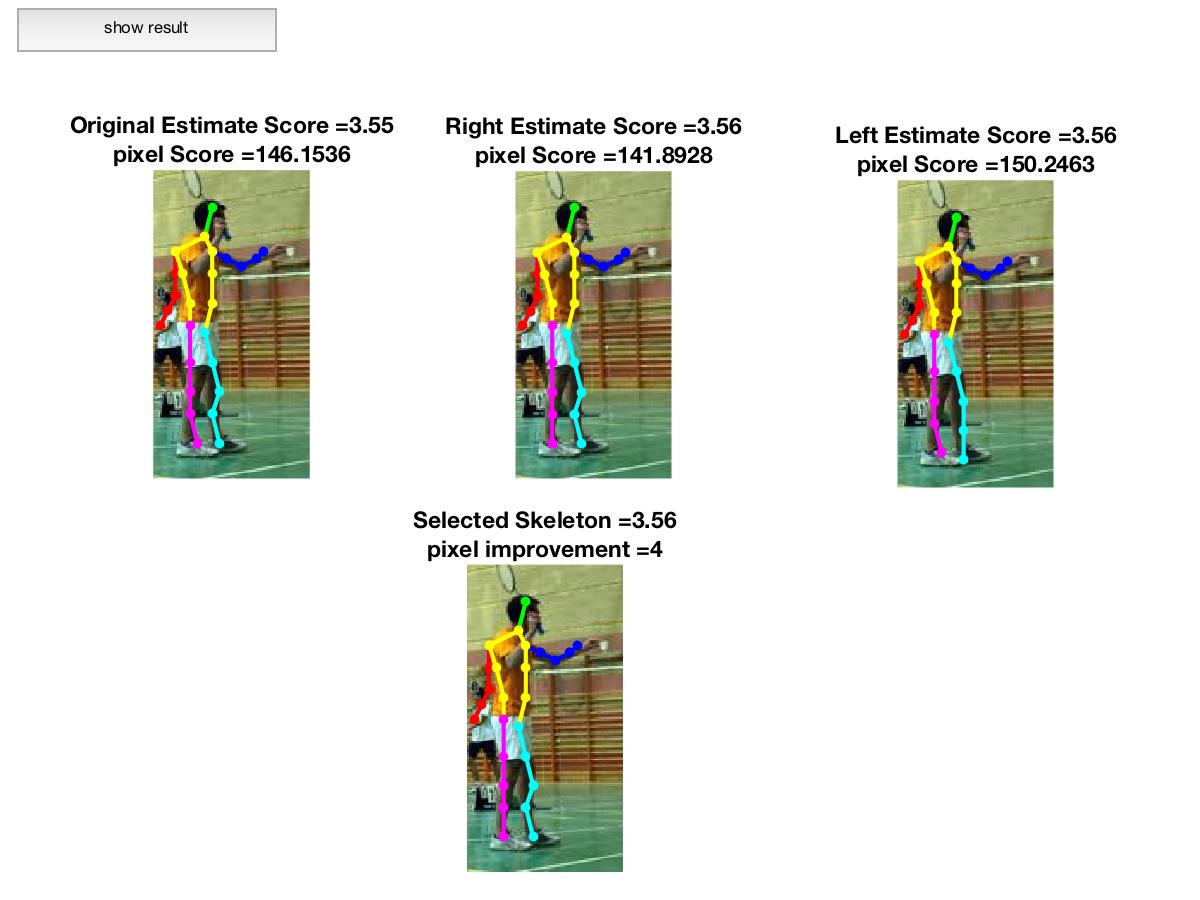 show result
Original Estimate Score =3.55
pixel Score =146.1536
Right Estimate Score =3.56
pixel Score =141.8928
Left Estimate Score =3.56
pixel Score =150.2463
Selected Skeleton =3.56
pixel improvement =4